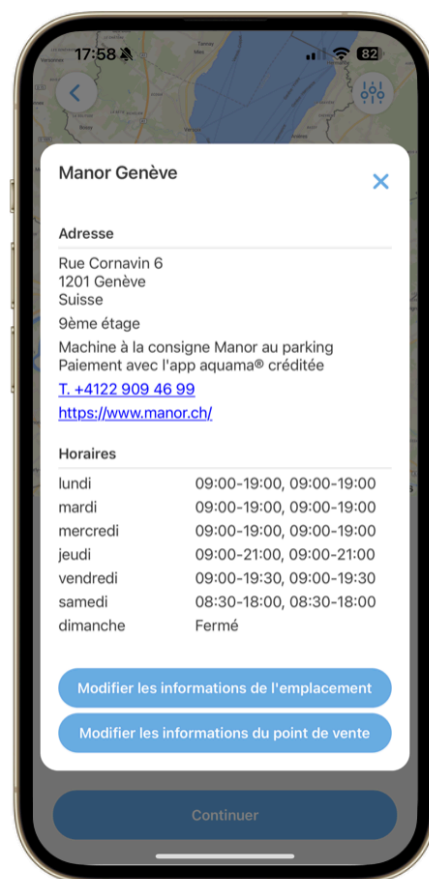 17:58
82
Manor Genève
Adresse
Rue Cornavin 6
1201 Genève
Suisse
9ème étage
Machine à la consigne Manor au parking
Paiement avec l'app aquama® créditée
T. +4122 909 46 99
https://www.manor.ch/
Horaires
lundi 09:00-19:00, 09:00-19:00
mardi 09:00-19:00, 09:00-19:00
mercredi 09:00-19:00, 09:00-19:00
jeudi 09:00-21:00, 09:00-21:00
vendredi 09:00-19:30, 09:00-19:30
samedi 08:30-18:00, 08:30-18:00
dimanche Fermé
Modifier les informations de l'emplacement
Modifier les informations du point de vente
Continuer